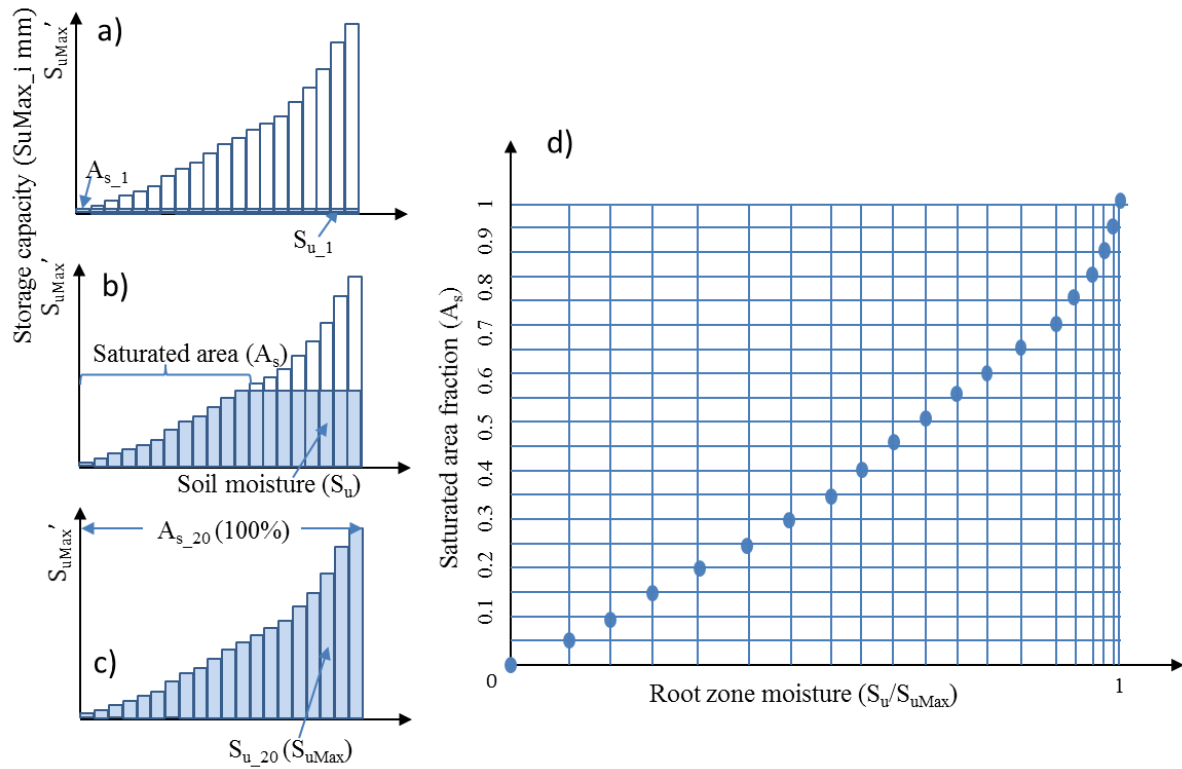 Storage capacity (SuMax_i mm)
a)
SuMax'
As_1
Su_1
b)
SuMax'
Saturated area (As)
Soil moisture (Su)
c)
SuMax'
As_20 (100%)
Su_20 (SuMax)
d)
Saturated area fraction (As)
1
0.9
0.8
0.7
0.6
0.5
0.4
0.3
0.2
0.1
0
Root zone moisture (Su/SuMax)
1